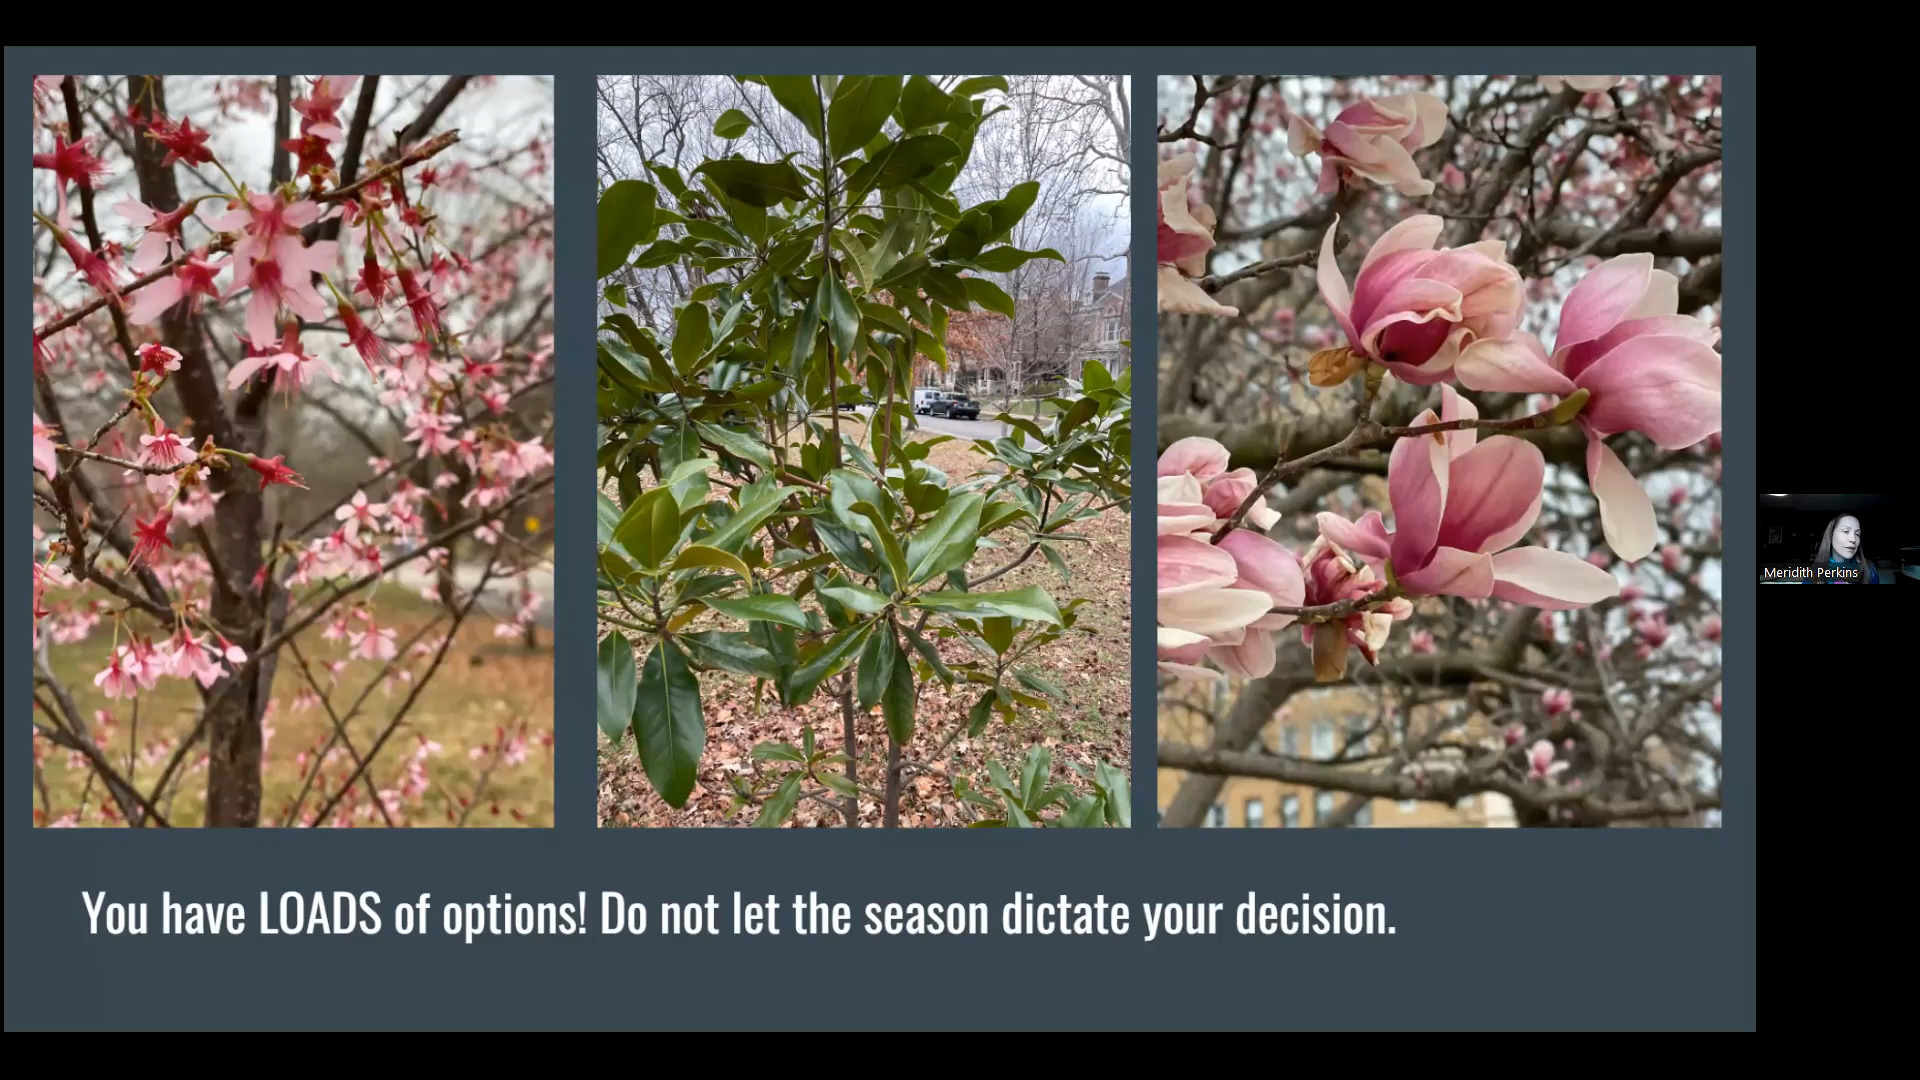 You have LOADS of options! Do not let the season dictate your decision.
Meridith Perkins